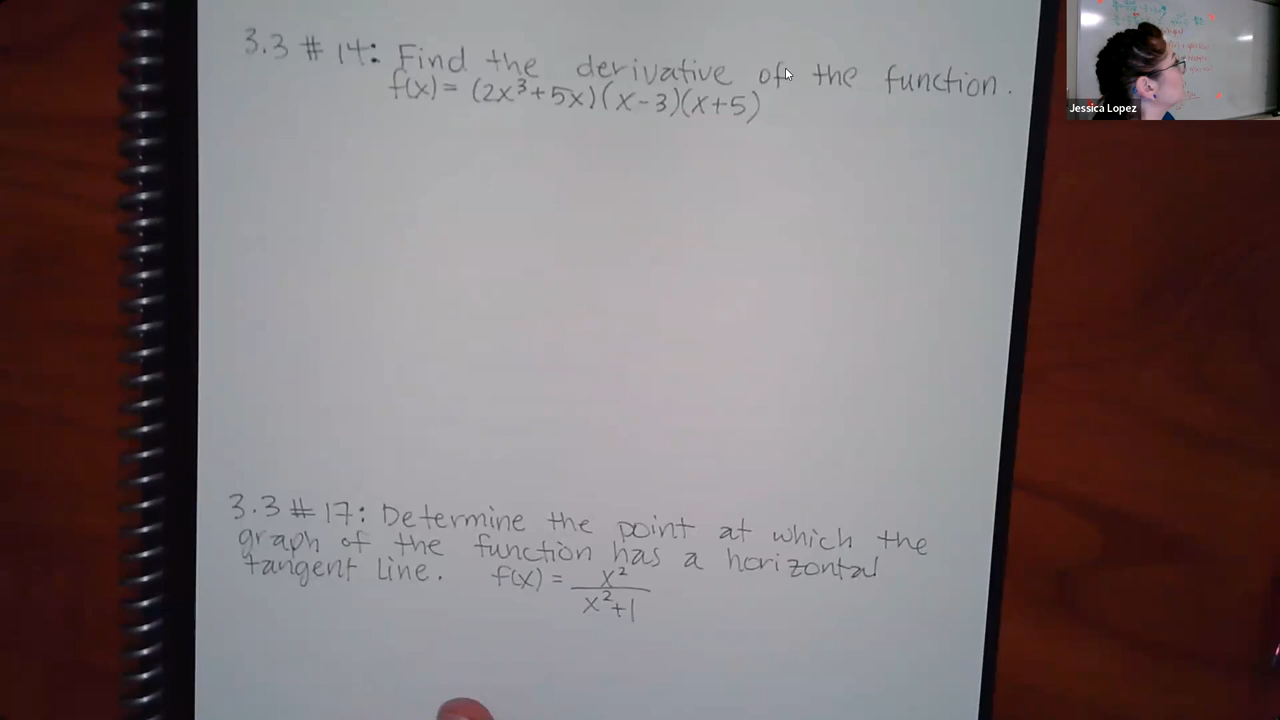 3.3 # 14: Find the derivative of the function.
f(x) = (2x³+5x)(x-3)(x+5)
3.3 # 17: Determine the point at which the
graph of the function has a horizontal
tangent line. f(x) = x²
x²+1
Jessica Lopez